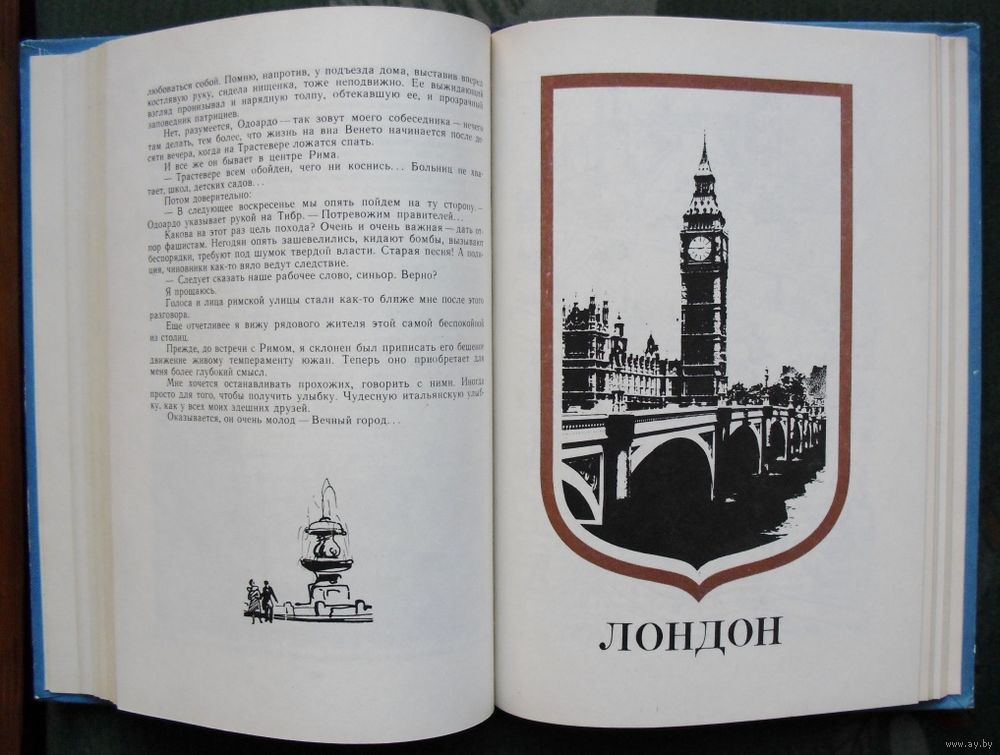 любоваться собой. Помню, напротив, у подъезда дома, выставив вперед
костлявую руку, сидела нищенка, тоже неподвижно. Ее выжидающий
взгляд пронизывал и нарядную толпу, обтекавшую ее, и прозрачный
заповедник патрициев.
Нет, разумеется, Одоардо — так зовут моего собеседника — нечего
там делать, тем более, что жизнь на виа Венето начинается после де-
сяти вечера, когда на Трастевере ложатся спать.
И все же он бывает в центре Рима.
— Трастевере всем обойден, чего ни коснись... Больниц не хва-
тает, школ, детских садов...
Потом доверительно:
— В следующее воскресенье мы опять пойдем на ту сторону.—
Одоардо указывает рукой на Тибр.— Потревожим правителей...
Какова на этот раз цель похода? Очень и очень важная — дать от-
пор фашистам. Негодяи опять зашевелились, кидают бомбы, вызывают
беспорядки, требуют под шумок твердой власти. Старая песня! А поли-
ция, чиновники как-то вяло ведут следствие.
— Следует сказать наше рабочее слово, синьор. Верно?
Я прощаюсь.
Голоса и лица римской улицы стали как-то ближе мне после этого
разговора.
Еще отчетливее я вижу рядового жителя этой самой беспокойной
из столиц.
Прежде, до встречи с Римом, я склонен был приписать его бешеное
движение живому темпераменту южан. Теперь оно приобретает для
меня более глубокий смысл.
Мне хочется останавливать прохожих, говорить с ними. Иногда
просто для того, чтобы получить улыбку. Чудесную итальянскую улыб-
ку, как у всех моих здешних друзей.
Оказывается, он очень молод — Вечный город...
ЛОНДОН
www.ay.by